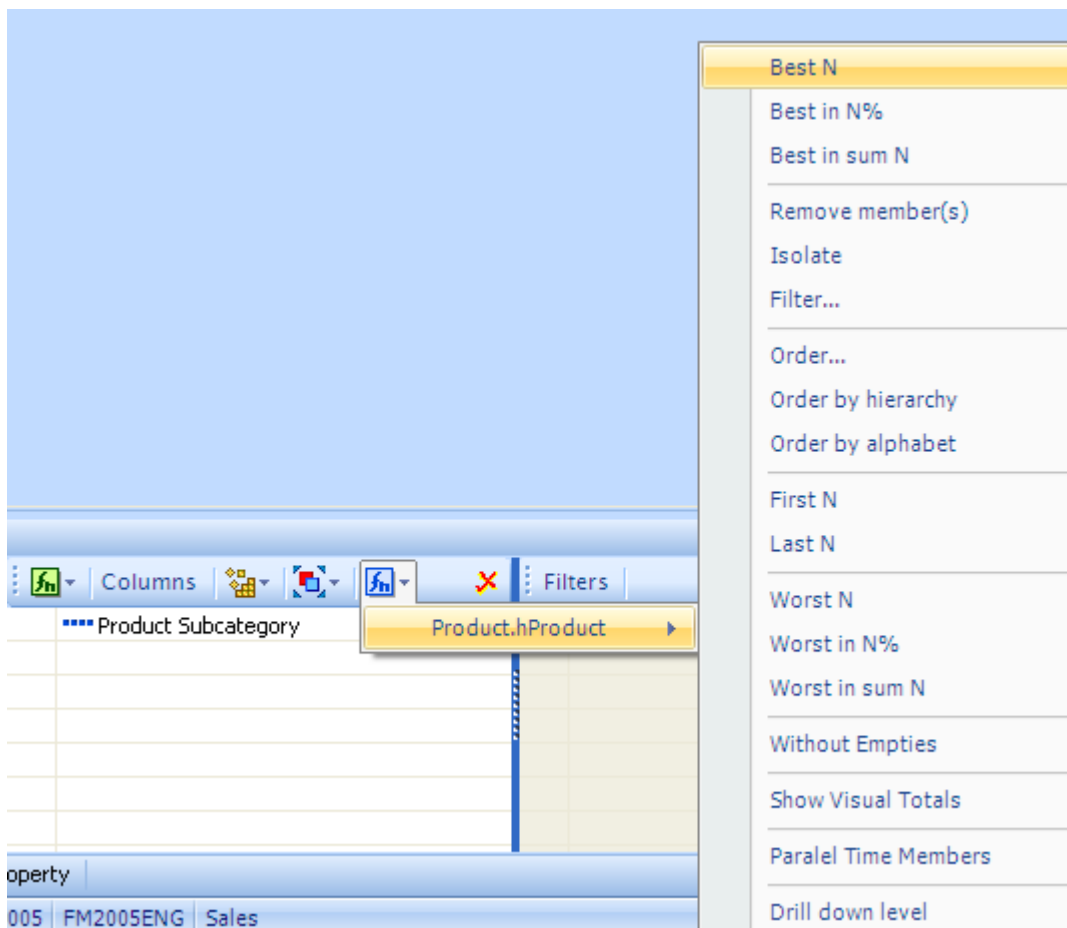 Best N
Best in N%
Best in sum N
Remove member(s)
Isolate
Filter...
Order...
Order by hierarchy
Order by alphabet
First N
Last N
Worst N
Worst in N%
Worst in sum N
Without Empties
Show Visual Totals
Paralel Time Members
Drill down level
Columns
Filters
Product Subcategory
Product.hProduct
operty
005 FM2005ENG Sales